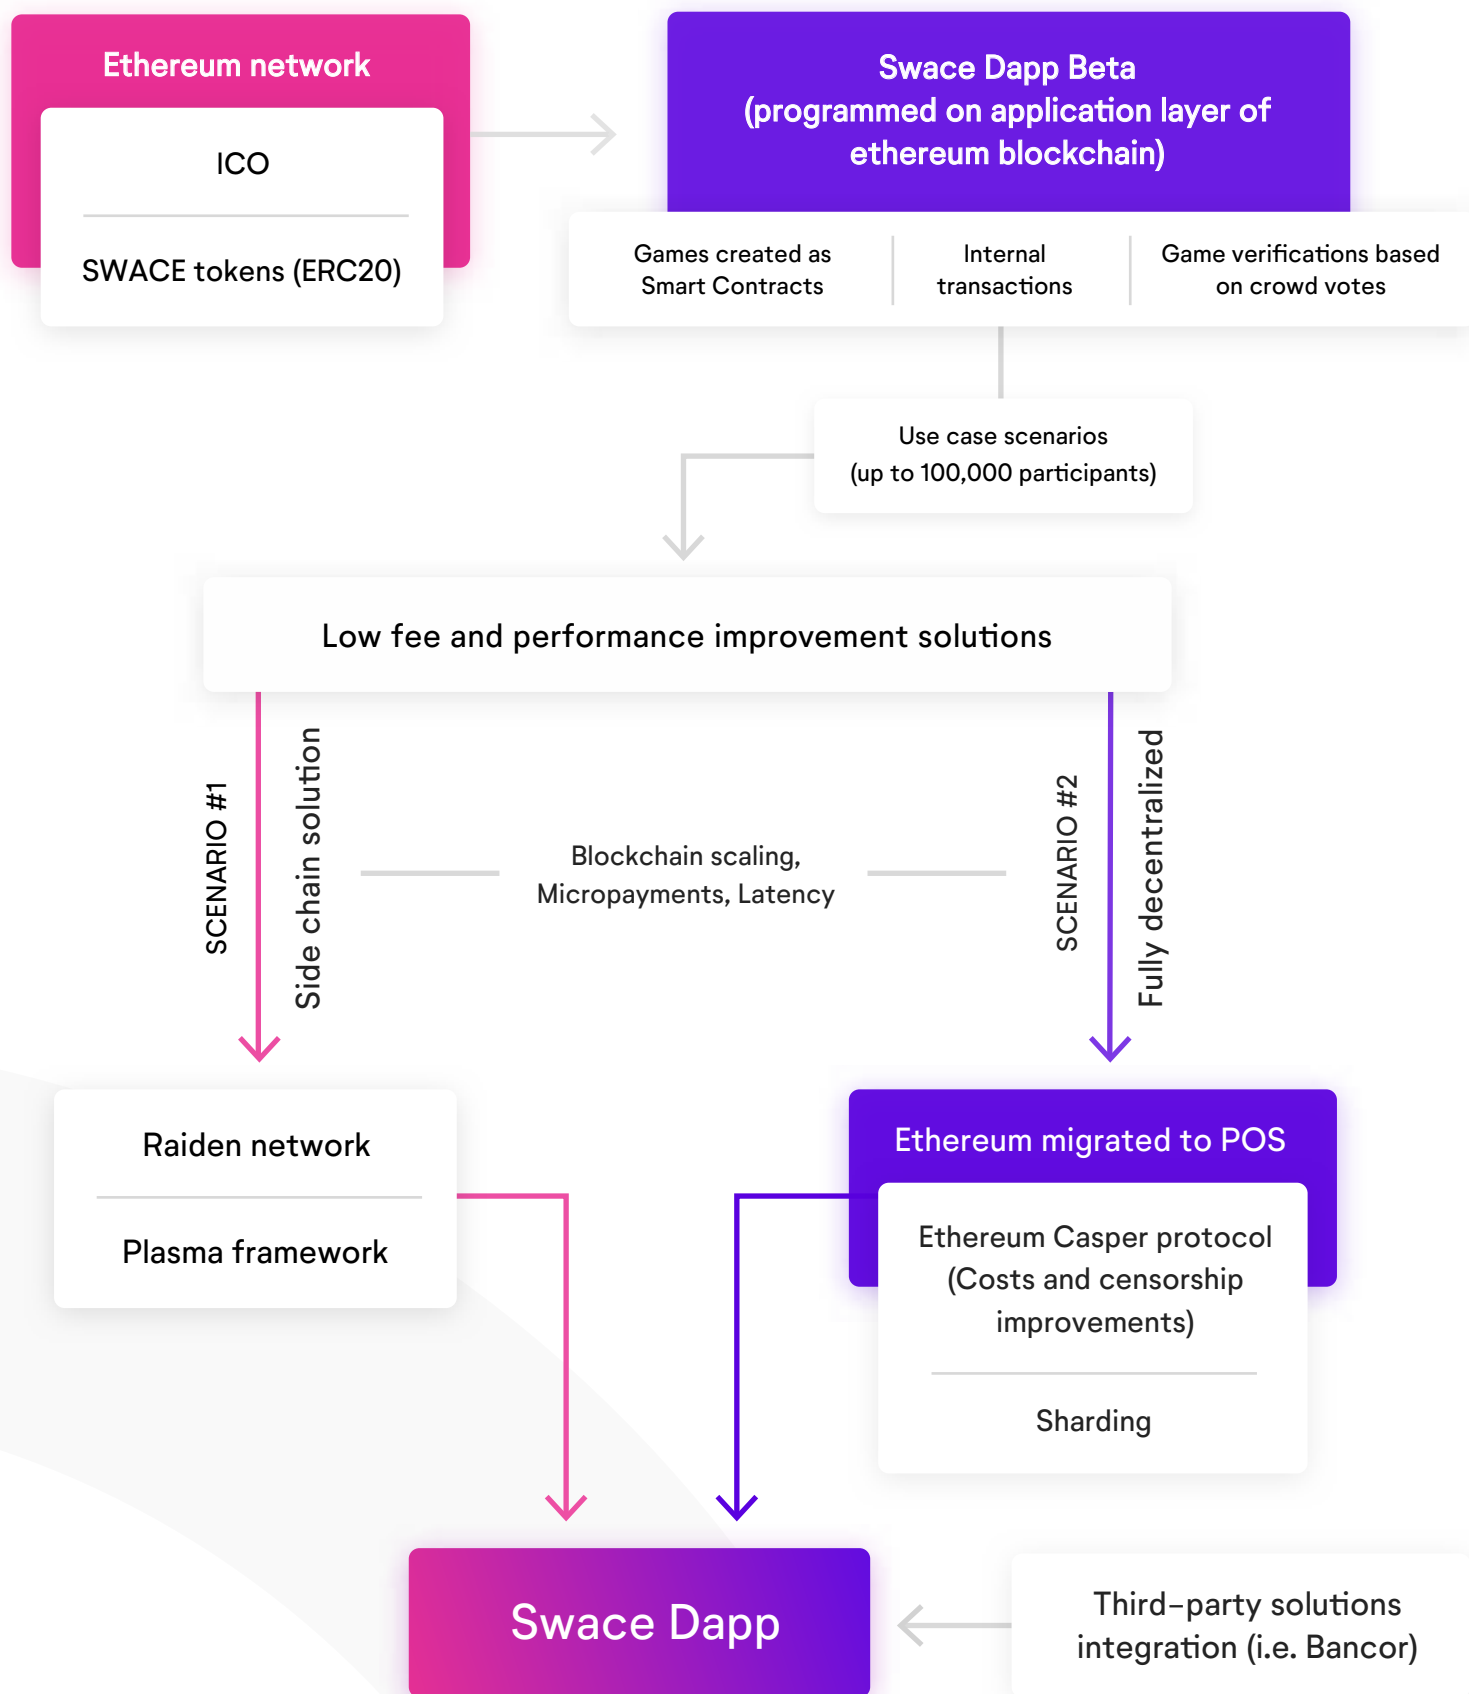 Ethereum network
ICO
SWACE tokens (ERC20)
Swace Dapp Beta
(programmed on application layer of
ethereum blockchain)
Games created as
Smart Contracts
Internal
transactions
Game verifications based
on crowd votes
Use case scenarios
(up to 100,000 participants)
Low fee and performance improvement solutions
SCENARIO #1
Side chain solution
Blockchain scaling,
Micropayments, Latency
SCENARIO #2
Fully decentralized
Raiden network
Plasma framework
Ethereum migrated to POS
Ethereum Casper protocol
(Costs and censorship
improvements)
Sharding
Swace Dapp
Third-party solutions
integration (i.e. Bancor)